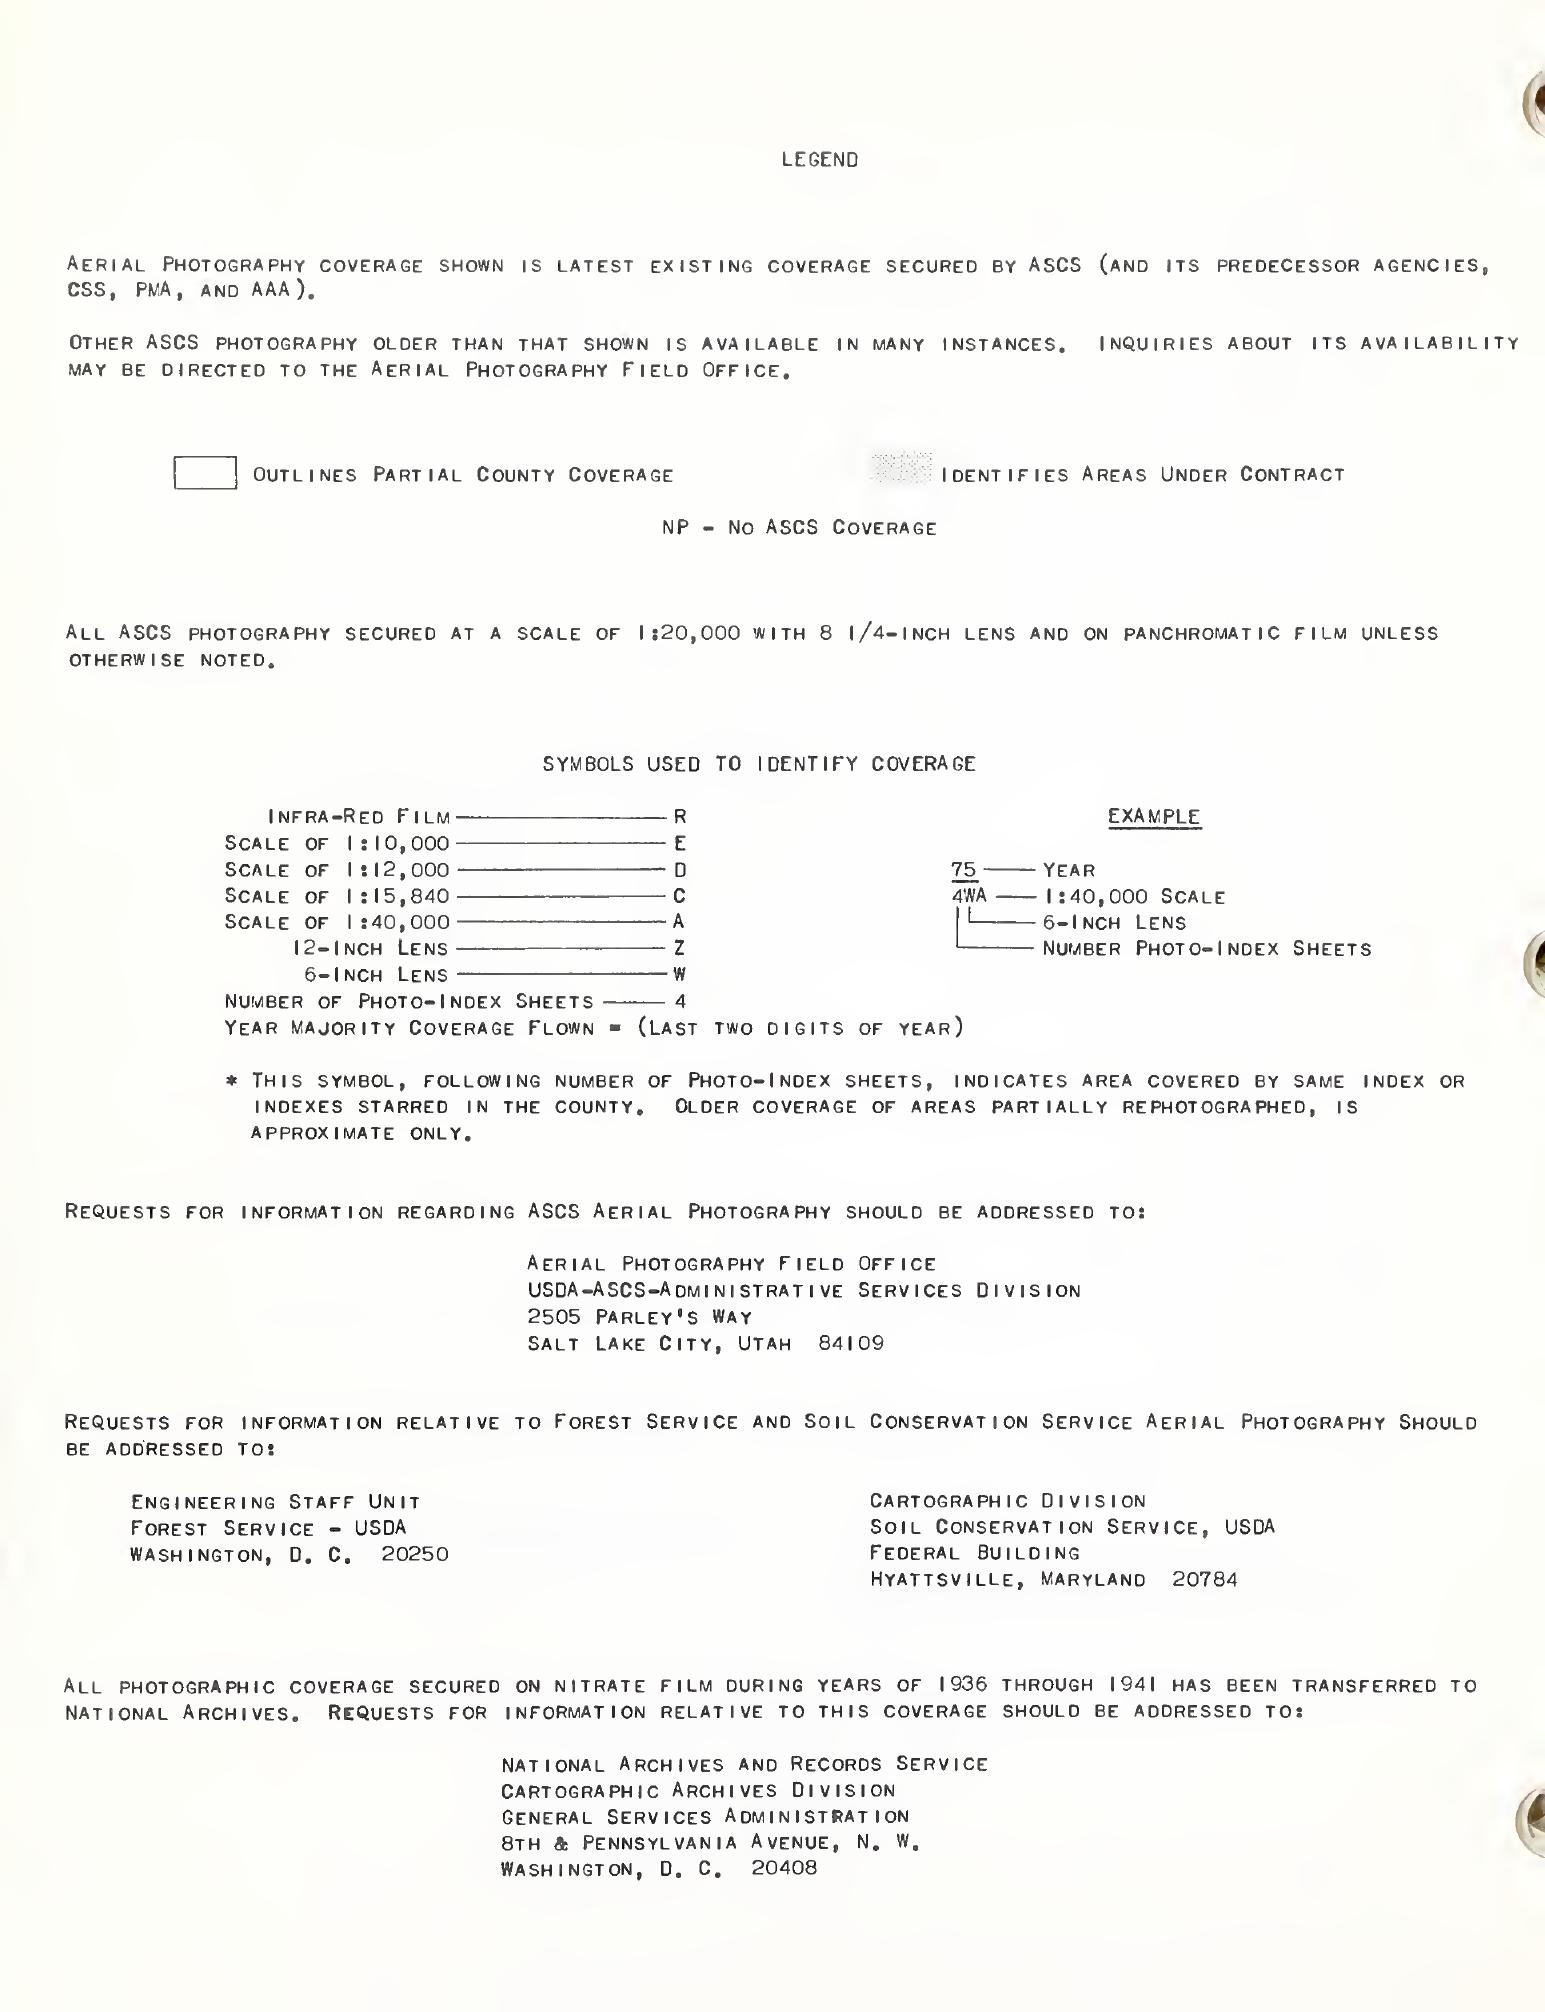 LEGEND
AERIAL PHOTOGRAPHY COVERAGE SHOWN IS LATEST EXISTING COVERAGE SECURED BY ASCS (AND ITS PREDECESSOR AGENCIES,
CSS, PMA, AND AAA).
OTHER ASCS PHOTOGRAPHY OLDER THAN THAT SHOWN IS AVAILABLE IN MANY INSTANCES. INQUIRIES ABOUT ITS AVAILABILITY
MAY BE DIRECTED TO THE AERIAL PHOTOGRAPHY FIELD OFFICE.
OUTLINES PARTIAL COUNTY COVERAGE
IDENTIFIES AREAS UNDER CONTRACT
NP - NO ASCS COVERAGE
ALL ASCS PHOTOGRAPHY SECURED AT A SCALE OF 1:20,000 WITH 8 1/4-INCH LENS AND ON PANCHROMATIC FILM UNLESS
OTHERWISE NOTED.
SYMBOLS USED TO IDENTIFY COVERAGE
INFRA-RED FILM R
SCALE OF 1:10,000 E
SCALE OF 1:12,000 D
SCALE OF 1:15,840 C
SCALE OF 1:40,000 A
12-INCH LENS Z
6-INCH LENS W
NUMBER OF PHOTO-INDEX SHEETS 4
YEAR MAJORITY COVERAGE FLOWN = (LAST TWO DIGITS OF YEAR)
EXAMPLE
75 YEAR
4WA 1:40,000 SCALE
6-INCH LENS
NUMBER PHOTO-INDEX SHEETS
* THIS SYMBOL, FOLLOWING NUMBER OF PHOTO-INDEX SHEETS, INDICATES AREA COVERED BY SAME INDEX OR
INDEXES STARRED IN THE COUNTY. OLDER COVERAGE OF AREAS PARTIALLY REPHOTOGRAPHED, IS
APPROXIMATE ONLY.
REQUESTS FOR INFORMATION REGARDING ASCS AERIAL PHOTOGRAPHY SHOULD BE ADDRESSED TO:
AERIAL PHOTOGRAPHY FIELD OFFICE
USDA-ASCS-ADMINISTRATIVE SERVICES DIVISION
2505 PARLEY'S WAY
SALT LAKE CITY, UTAH 84109
REQUESTS FOR INFORMATION RELATIVE TO FOREST SERVICE AND SOIL CONSERVATION SERVICE AERIAL PHOTOGRAPHY SHOULD
BE ADDRESSED TO:
ENGINEERING STAFF UNIT
FOREST SERVICE - USDA
WASHINGTON, D. C. 20250
CARTOGRAPHIC DIVISION
SOIL CONSERVATION SERVICE, USDA
FEDERAL BUILDING
HYATTSVILLE, MARYLAND 20784
ALL PHOTOGRAPHIC COVERAGE SECURED ON NITRATE FILM DURING YEARS OF 1936 THROUGH 1941 HAS BEEN TRANSFERRED TO
NATIONAL ARCHIVES. REQUESTS FOR INFORMATION RELATIVE TO THIS COVERAGE SHOULD BE ADDRESSED TO:
NATIONAL ARCHIVES AND RECORDS SERVICE
CARTOGRAPHIC ARCHIVES DIVISION
GENERAL SERVICES ADMINISTRATION
8TH & PENNSYLVANIA AVENUE, N. W.
WASHINGTON, D. C. 20408